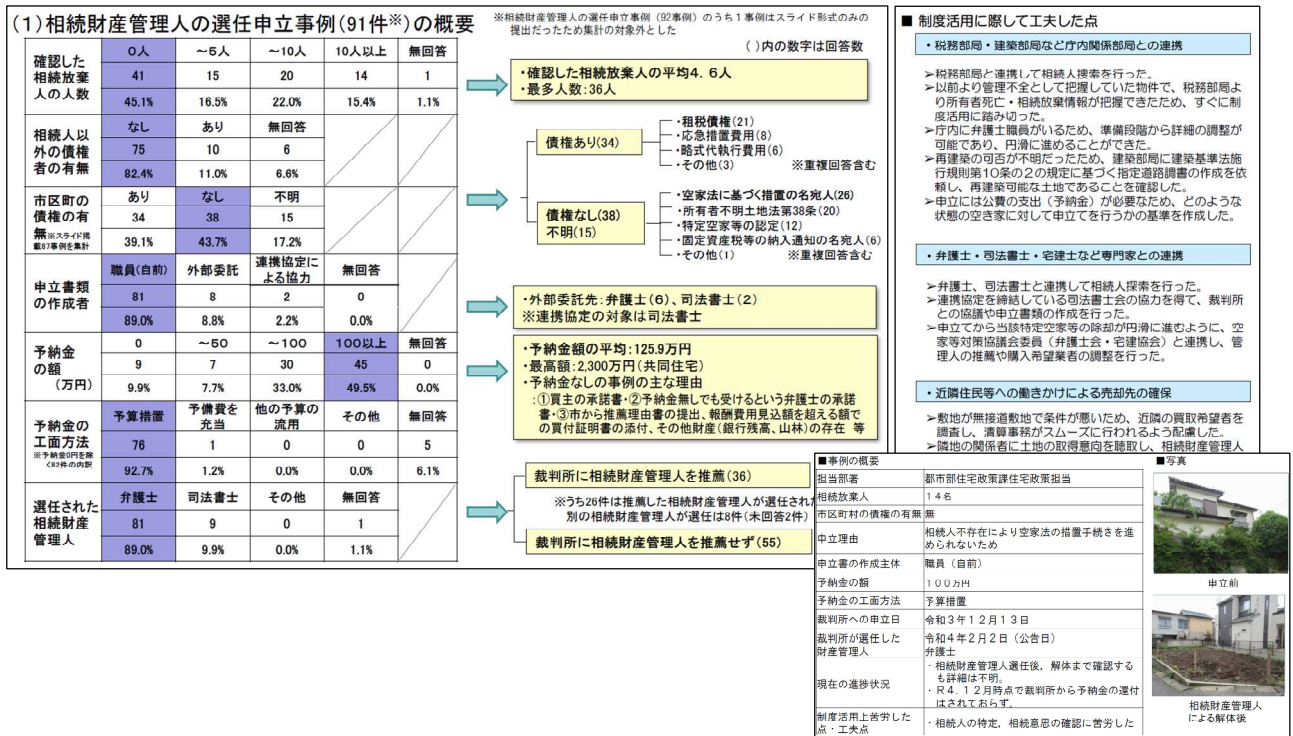 (1)相続財産管理人の選任申立事例(91件※)の概要
※相続財産管理人の選任申立事例（92事例）のうち１事例はスライド形式のみの
提出だったため集計の対象外とした
( )内の数字は回答数
確認した
相続放棄
人の人数
0人 ～5人 ～10人 10人以上 無回答
41 15 20 14 1
45.1% 16.5% 22.0% 15.4% 1.1%
・確認した相続放棄人の平均4．6人
・最多人数：36人
相続人以
外の債権
者の有無
なし あり 無回答
75 10 6
82.4% 11.0% 6.6%
債権あり(34)
・租税債権(21)
・応急措置費用(8)
・略式代執行費用(6)
・その他(3) ※重複回答含む
市区町の
債権の有
無※スライド掲
載87事例を集計
あり なし 不明
34 38 15
39.1% 43.7% 17.2%
債権なし(38)
不明(15)
・空家法に基づく措置の名宛人(26)
・所有者不明土地法第38条(20)
・特定空家等の認定(12)
・固定資産税等の納入通知の名宛人(6)
・その他(1) ※重複回答含む
申立書類
の作成者
職員(自前) 外部委託 連携協定に
よる協力 無回答
81 8 2 0
89.0% 8.8% 2.2% 0.0%
・外部委託先：弁護士(6)、司法書士(2)
※連携協定の対象は司法書士
予納金
の額
(万円)
0 ～50 ～100 100以上 無回答
9 7 30 45 0
9.9% 7.7% 33.0% 49.5% 0.0%
・予納金額の平均：125.9万円
・最高額：2,300万円(共同住宅)
・予納金なしの事例の主な理由
：①買主の承諾書・②予納金無しでも受けるという弁護士の承諾
書・③市から推薦理由書の提出、報酬費用見込額を超える額で
の買付証明書の添付、その他財産(銀行残高、山林)の存在 等
予納金の
工面方法
※予納金0円を除
く82件の内訳
予算措置 予備費を
充当 他の予算の
流用 その他 無回答
76 1 0 0 5
92.7% 1.2% 0.0% 0.0% 6.1%
選任された
相続財産
管理人
弁護士 司法書士 その他 無回答
81 9 0 1
89.0% 9.9% 0.0% 1.1%
裁判所に相続財産管理人を推薦(36)
※うち26件は推薦した相続財産管理人が選任され
別の相続財産管理人が選任は8件(未回答2件)
裁判所に相続財産管理人を推薦せず(55)
■ 制度活用に際して工夫した点
・税務部局・建築部局など庁内関係部局との連携
➢税務部局と連携して相続人捜索を行った。
➢以前より管理不全として把握していた物件で、税務部局よ
り所有者死亡・相続放棄情報が把握できたため、すぐに制
度活用に踏み切った。
➢庁内に弁護士職員がいるため、準備段階から詳細の調整が
可能であり、円滑に進めることができた。
➢再建築の可否が不明だったため、建築部局に建築基準法施
行規則第10条の２の規定に基づく指定道路調書の作成を依
頼し、再建築可能な土地であることを確認した。
➢申立には公費の支出（予納金）が必要なため、どのような
状態の空き家に対して申立てを行うかの基準を作成した。
・弁護士・司法書士・宅建士など専門家との連携
➢弁護士、司法書士と連携して相続人探索を行った。
➢連携協定を締結している司法書士会の協力を得て、裁判所
との協議や申立書類の作成を行った。
➢申立てから当該特定空家等の除却が円滑に進むように、空
家等対策協議会委員（弁護士会・宅建協会）と連携し、管
理人の推薦や購入希望業者の調整を行った。
・近隣住民等への働きかけによる売却先の確保
➢敷地が無接道敷地で条件が悪いため、近隣の買取希望者を
調査し、清算事務がスムーズに行われるよう配慮した。
➢隣地の関係者に土地の取得意向を聴取し、相続財産管理人
■事例の概要
担当部署 都市部住宅政策課住宅政策担当
相続放棄人 １４名
市区町村の債権の有無 無
申立理由 相続人不存在により空家法の措置手続きを進
められないため
申立書の作成主体 職員（自前）
予納金の額 １００万円
予納金の工面方法 予算措置
裁判所への申立日 令和３年１２月１３日
裁判所が選任した
財産管理人 令和４年２月２日（公告日）
弁護士
現在の進捗状況 ・相続財産管理人選任後，解体まで確認する
も詳細は不明。
・Ｒ４．１２月時点で裁判所から予納金の還付
はされておらず。
制度活用上苦労した
点・工夫点 ・相続人の特定，相続意思の確認に苦労した
■写真
申立前
相続財産管理人
による解体後